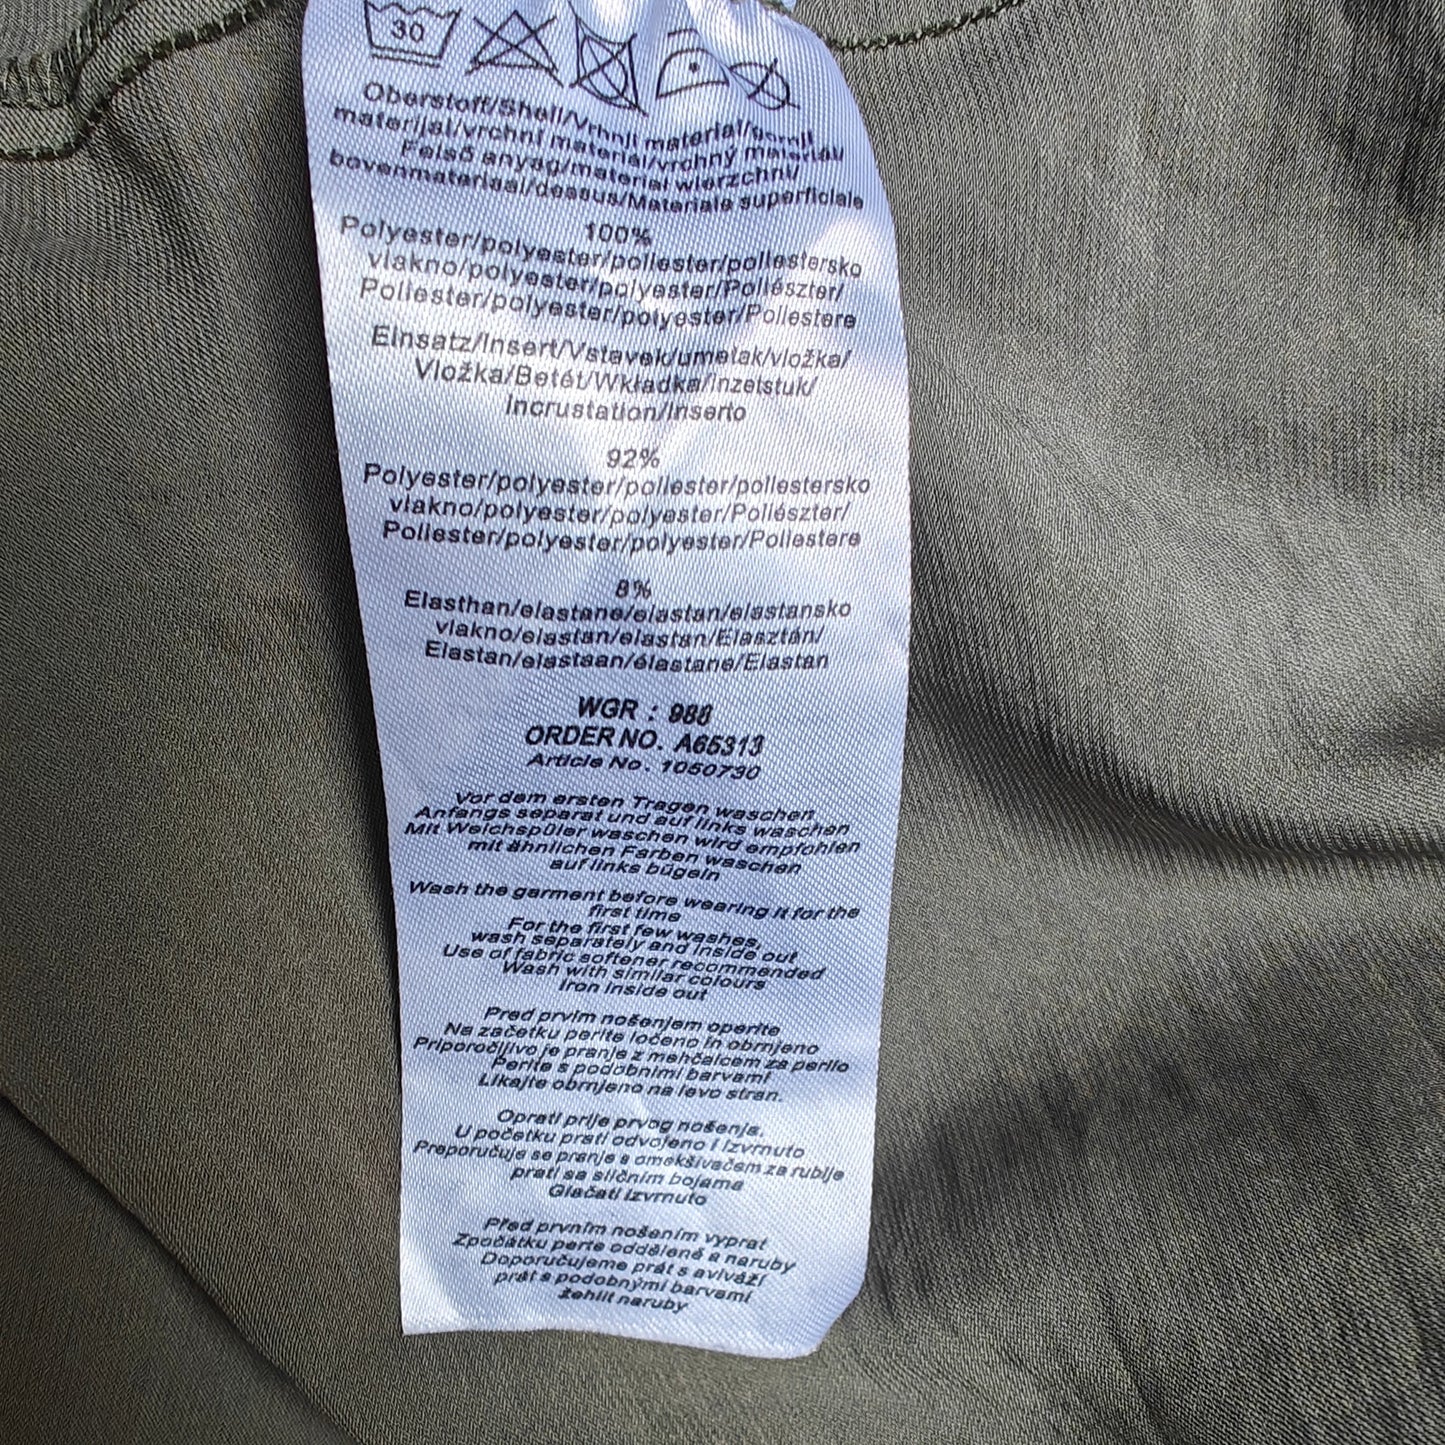 30
Oberstoff/Shell/Vrhnji material/gornji
materijal/vrchní materiál/vrchný materiál/
Felső anyag/materiał wierzchni/
bovenmateriaal/dessus/Materiale superficiale
100%
Polyester/polyester/poliester/poliestersko
vlakno/polyester/polyester/Poliészter/
Poliester/polyester/polyester/Poliestere
Einsatz/Insert/Vstavek/umetak/vložka/
Vložka/Betét/Wkładka/inzetstuk/
Incrustation/Inserto
92%
Polyester/polyester/poliester/poliestersko
vlakno/polyester/polyester/Poliészter/
Poliester/polyester/polyester/Poliestere
8%
Elasthan/elastane/elastan/elastansko
vlakno/elastan/elastan/Elasztán/
Elastan/elastaan/élastane/Elastan
WGR : 988
ORDER NO. A65313
Article No. 1050730
Vor dem ersten Tragen waschen
Anfangs separat und auf links waschen
Mit Weichspüler waschen wird empfohlen
mit ähnlichen Farben waschen
auf links bügeln
Wash the garment before wearing it for the
first time
For the first few washes,
wash separately and inside out
Use of fabric softener recommended
Wash with similar colours
Iron inside out
Pred prvim nošenjem operite
Na začetku perite ločeno in obrnjeno
Priporočljivo je pranje z mehčalcem za perilo
Perite s podobnimi barvami
Likajte obrnjeno na levo stran.
Oprati prije prvog nošenja.
U početku prati odvojeno i izvrnuto
Preporučuje se pranje s omekšivačem za rublje
prati sa sličnim bojama
Glačati izvrnuto
Před prvním nošením vyprat
Zpočátku perte odděleně a naruby
Doporučujeme prát s aviváží
prát s podobnými barvami
žehlit naruby